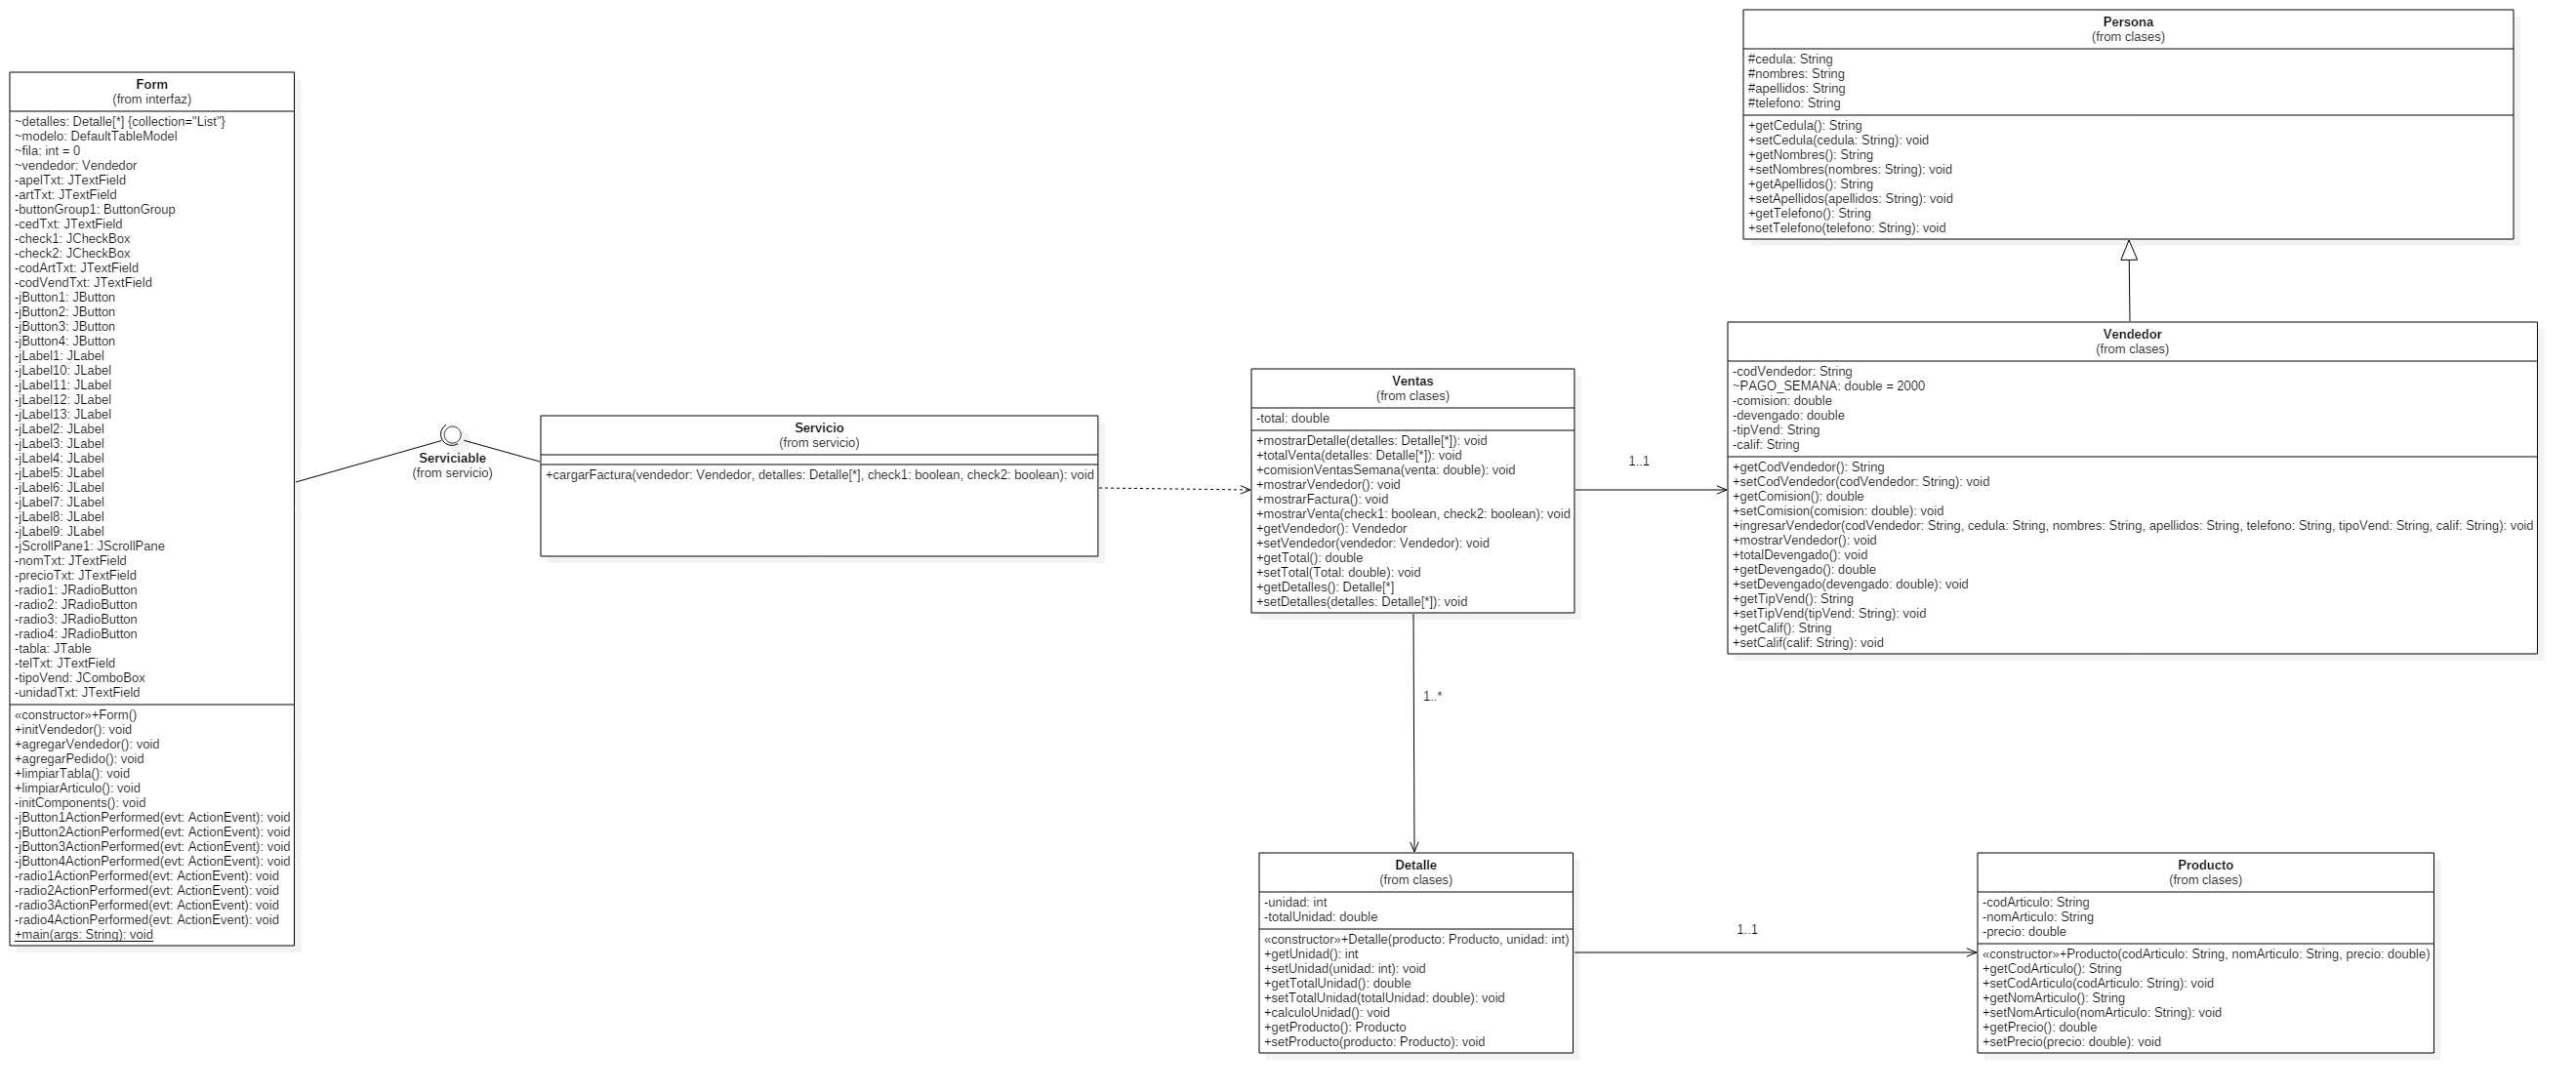 Form
(from interfaz)
~detalles: Detalle[*] {collection="List"}
~modelo: DefaultTableModel
~fila: int = 0
~vendedor: Vendedor
-apelTxt: JTextField
-artTxt: JTextField
-buttonGroup1: ButtonGroup
-cedTxt: JTextField
-check1: JCheckBox
-check2: JCheckBox
-codArtTxt: JTextField
-codVendTxt: JTextField
-jButton1: JButton
-jButton2: JButton
-jButton3: JButton
-jButton4: JButton
-jLabel1: JLabel
-jLabel10: JLabel
-jLabel11: JLabel
-jLabel12: JLabel
-jLabel13: JLabel
-jLabel2: JLabel
-jLabel3: JLabel
-jLabel4: JLabel
-jLabel5: JLabel
-jLabel6: JLabel
-jLabel7: JLabel
-jLabel8: JLabel
-jLabel9: JLabel
-jScrollPane1: JScrollPane
-nomTxt: JTextField
-precioTxt: JTextField
-radio1: JRadioButton
-radio2: JRadioButton
-radio3: JRadioButton
-radio4: JRadioButton
-tabla: JTable
-telTxt: JTextField
-tipoVend: JComboBox
-unidadTxt: JTextField
«constructor»+Form()
+initVendedor(): void
+agregarVendedor(): void
+agregarPedido(): void
+limpiarTabla(): void
+limpiarArticulo(): void
-initComponents(): void
-jButton1ActionPerformed(evt: ActionEvent): void
-jButton2ActionPerformed(evt: ActionEvent): void
-jButton3ActionPerformed(evt: ActionEvent): void
-jButton4ActionPerformed(evt: ActionEvent): void
-radio1ActionPerformed(evt: ActionEvent): void
-radio2ActionPerformed(evt: ActionEvent): void
-radio3ActionPerformed(evt: ActionEvent): void
-radio4ActionPerformed(evt: ActionEvent): void
+main(args: String): void
Serviciable
(from servicio)
Servicio
(from servicio)
+cargarFactura(vendedor: Vendedor, detalles: Detalle[*], check1: boolean, check2: boolean): void
Ventas
(from clases)
-total: double
+mostrarDetalle(detalles: Detalle[*]): void
+totalVenta(detalles: Detalle[*]): void
+comisionVentasSemana(venta: double): void
+mostrarVendedor(): void
+mostrarFactura(): void
+mostrarVenta(check1: boolean, check2: boolean): void
+getVendedor(): Vendedor
+setVendedor(vendedor: Vendedor): void
+getTotal(): double
+setTotal(Total: double): void
+getDetalles(): Detalle[*]
+setDetalles(detalles: Detalle[*]): void
1..1
1..*
Persona
(from clases)
#cedula: String
#nombres: String
#apellidos: String
#telefono: String
+getCedula(): String
+setCedula(cedula: String): void
+getNombres(): String
+setNombres(nombres: String): void
+getApellidos(): String
+setApellidos(apellidos: String): void
+getTelefono(): String
+setTelefono(telefono: String): void
Vendedor
(from clases)
-codVendedor: String
~PAGO_SEMANA: double = 2000
-comision: double
-devengado: double
-tipVend: String
-calif: String
+getCodVendedor(): String
+setCodVendedor(codVendedor: String): void
+getComision(): double
+setComision(comision: double): void
+ingresarVendedor(codVendedor: String, cedula: String, nombres: String, apellidos: String, telefono: String, tipoVend: String, calif: String): void
+mostrarVendedor(): void
+totalDevengado(): void
+getDevengado(): double
+setDevengado(devengado: double): void
+getTipVend(): String
+setTipVend(tipVend: String): void
+getCalif(): String
+setCalif(calif: String): void
Detalle
(from clases)
-unidad: int
-totalUnidad: double
«constructor»+Detalle(producto: Producto, unidad: int)
+getUnidad(): int
+setUnidad(unidad: int): void
+getTotalUnidad(): double
+setTotalUnidad(totalUnidad: double): void
+calculoUnidad(): void
+getProducto(): Producto
+setProducto(producto: Producto): void
1..1
Producto
(from clases)
-codArticulo: String
-nomArticulo: String
-precio: double
«constructor»+Producto(codArticulo: String, nomArticulo: String, precio: double)
+getCodArticulo(): String
+setCodArticulo(codArticulo: String): void
+getNomArticulo(): String
+setNomArticulo(nomArticulo: String): void
+getPrecio(): double
+setPrecio(precio: double): void